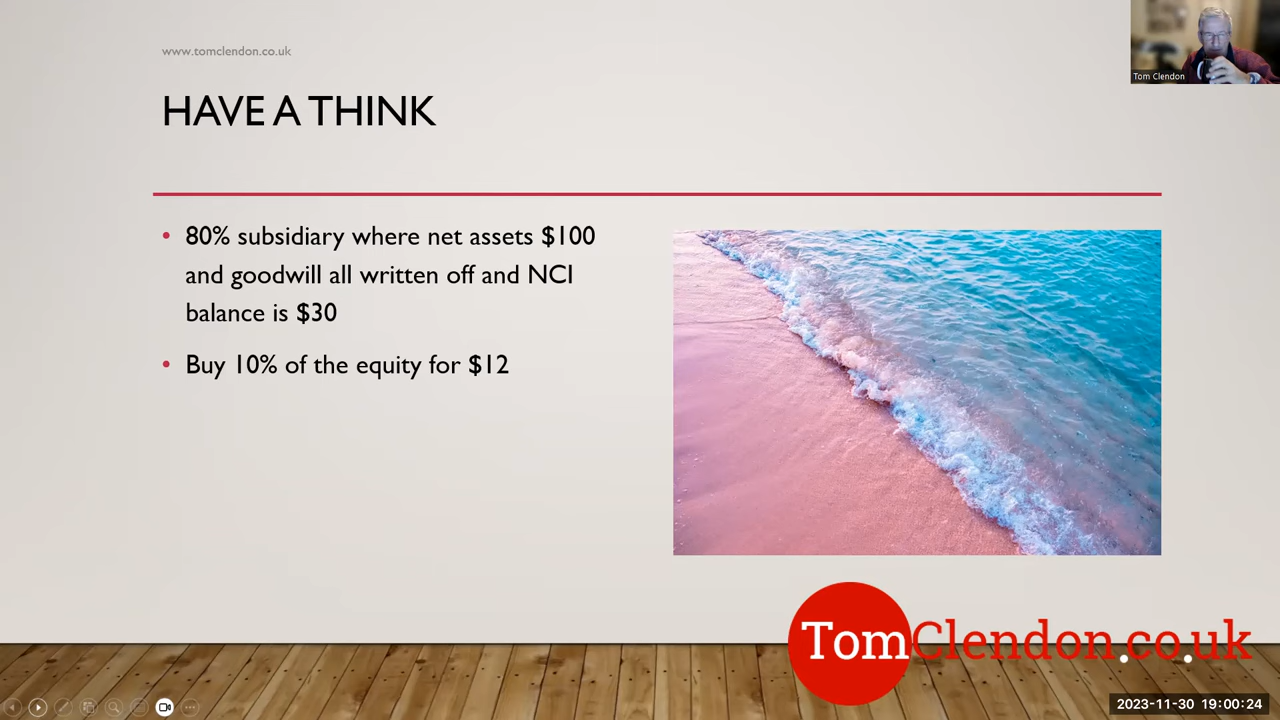 www.tomclendon.co.uk
Tom Clendon
HAVE A THINK
• 80% subsidiary where net assets $100
and goodwill all written off and NCI
balance is $30
• Buy 10% of the equity for $12
TomClendon.co.uk
2023-11-30 19:00:24